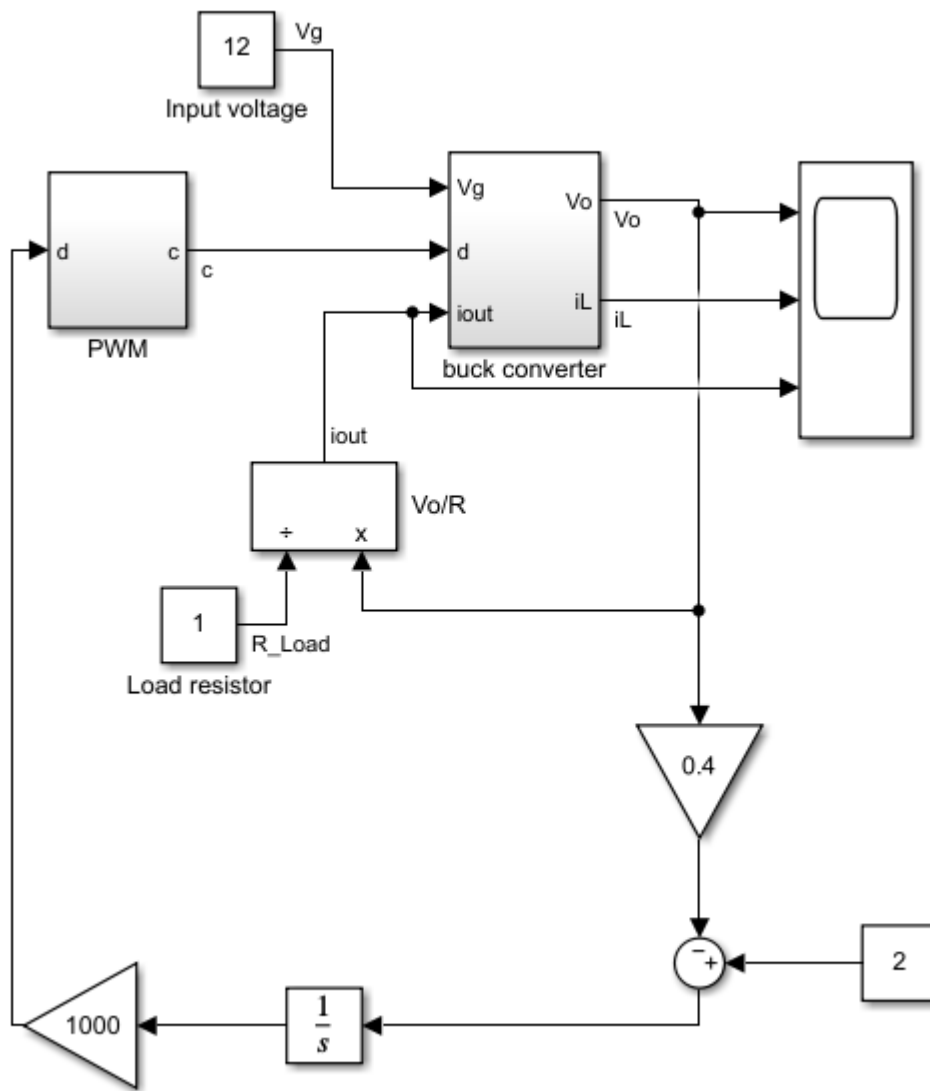 12
Vg
Input voltage
d
c
c
PWM
Vg
d
iout
Vo
iL
Vo
iL
buck converter
iout
÷
x
Vo/R
1
R_Load
Load resistor
0.4
−
+
2
1000
1
s